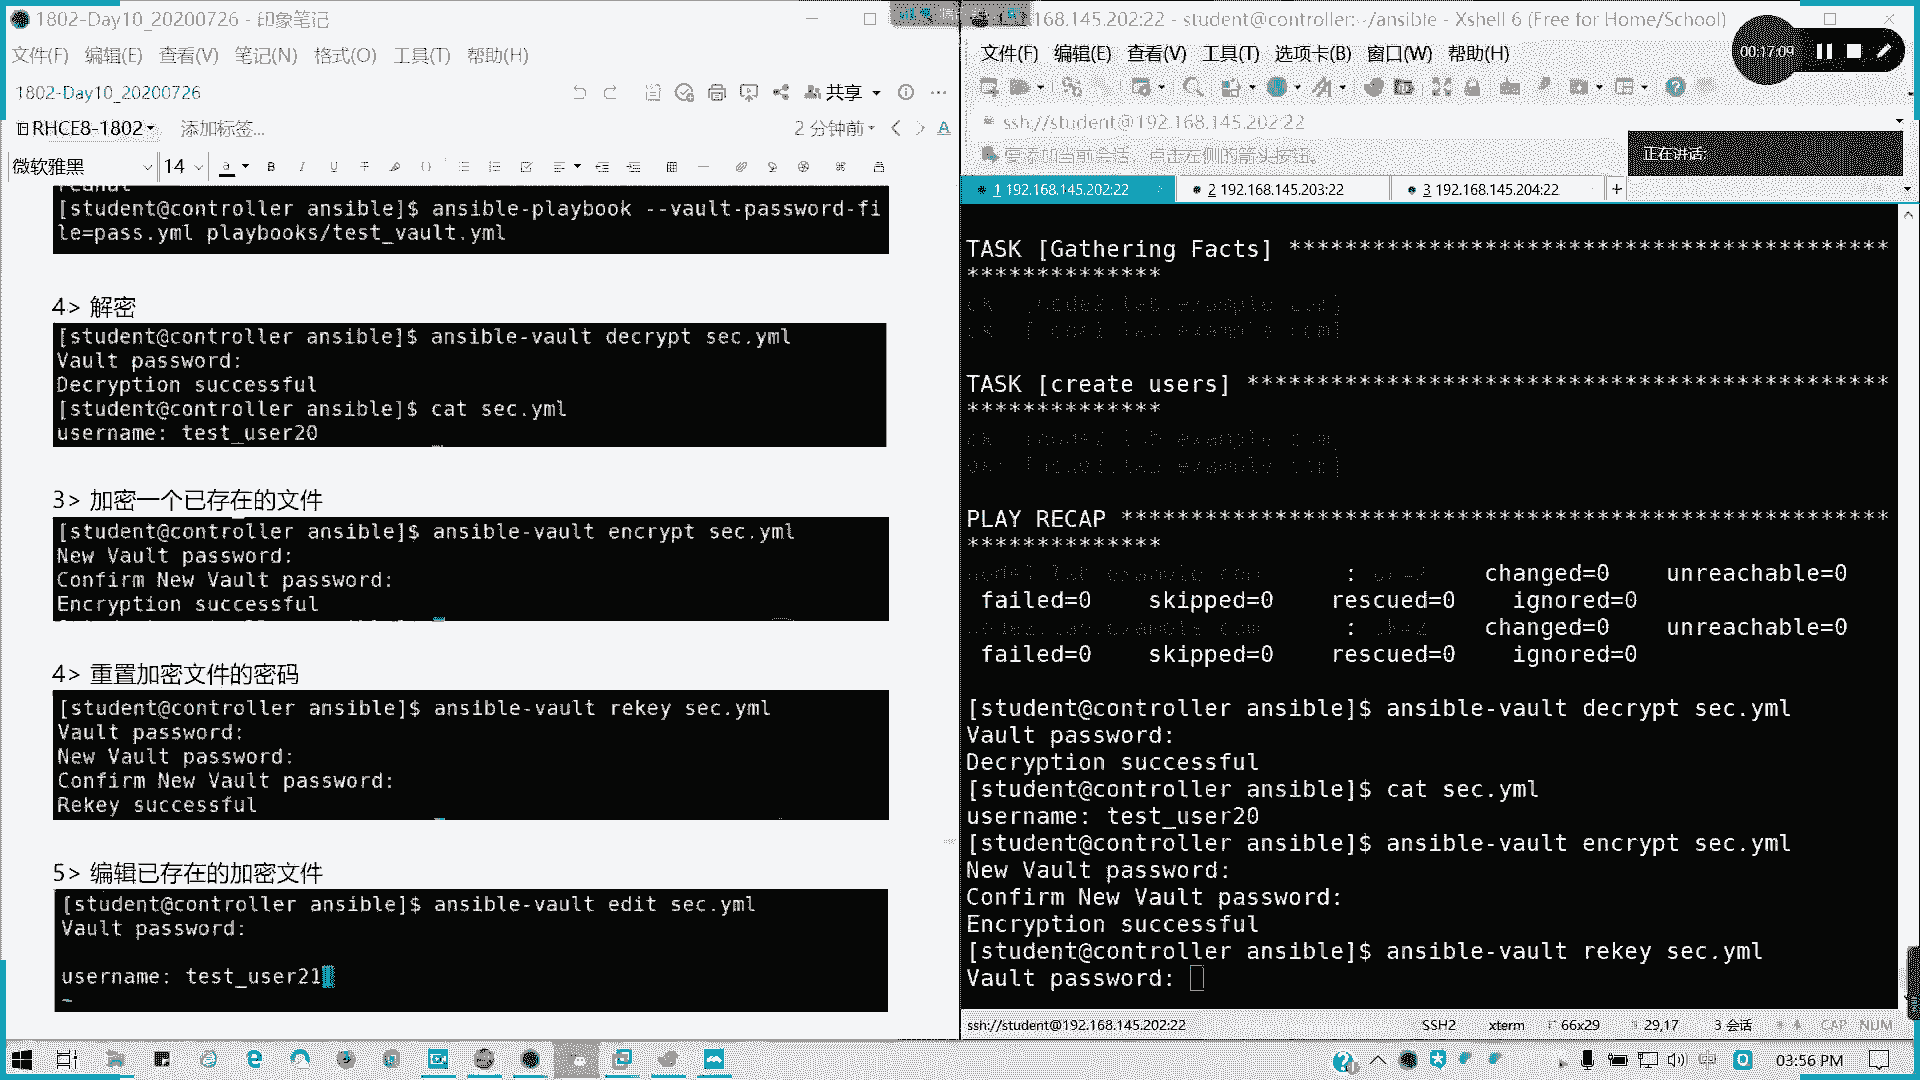 1802-Day10_20200726 - 印象笔记
文件(F) 编辑(E) 查看(V) 笔记(N) 格式(O) 工具(T) 帮助(H)
1802-Day10_20200726
共享
RHCE8-1802
添加标签...
2 分钟前
微软雅黑
14
[student@controller ansible]$ ansible-playbook --vault-password-fi
le=pass.yml playbooks/test_vault.yml
4> 解密
[student@controller ansible]$ ansible-vault decrypt sec.yml
Vault password:
Decryption successful
[student@controller ansible]$ cat sec.yml
username: test_user20
3> 加密一个已存在的文件
[student@controller ansible]$ ansible-vault encrypt sec.yml
New Vault password:
Confirm New Vault password:
Encryption successful
4> 重置加密文件的密码
[student@controller ansible]$ ansible-vault rekey sec.yml
Vault password:
New Vault password:
Confirm New Vault password:
Rekey successful
5> 编辑已存在的加密文件
[student@controller ansible]$ ansible-vault edit sec.yml
Vault password:
username: test_user21
~
168.145.202:22 - student@controller:~/ansible - Xshell 6 (Free for Home/School)
00:17:09
文件(F) 编辑(E) 查看(V) 工具(T) 选项卡(B) 窗口(W) 帮助(H)
ssh://student@192.168.145.202:22
要添加当前会话，点击左侧的箭头按钮。
正在讲话:
1 192.168.145.202:22
2 192.168.145.203:22
3 192.168.145.204:22
TASK [Gathering Facts] *******************************************
**************
TASK [create users] **********************************************
**************
PLAY RECAP *******************************************************
**************
: changed=0 unreachable=0
failed=0 skipped=0 rescued=0 ignored=0
: changed=0 unreachable=0
failed=0 skipped=0 rescued=0 ignored=0
[student@controller ansible]$ ansible-vault decrypt sec.yml
Vault password:
Decryption successful
[student@controller ansible]$ cat sec.yml
username: test_user20
[student@controller ansible]$ ansible-vault encrypt sec.yml
New Vault password:
Confirm New Vault password:
Encryption successful
[student@controller ansible]$ ansible-vault rekey sec.yml
Vault password:
ssh://student@192.168.145.202:22
SSH2
xterm
66x29
29,17
3 会话
CAP NUM
03:56 PM